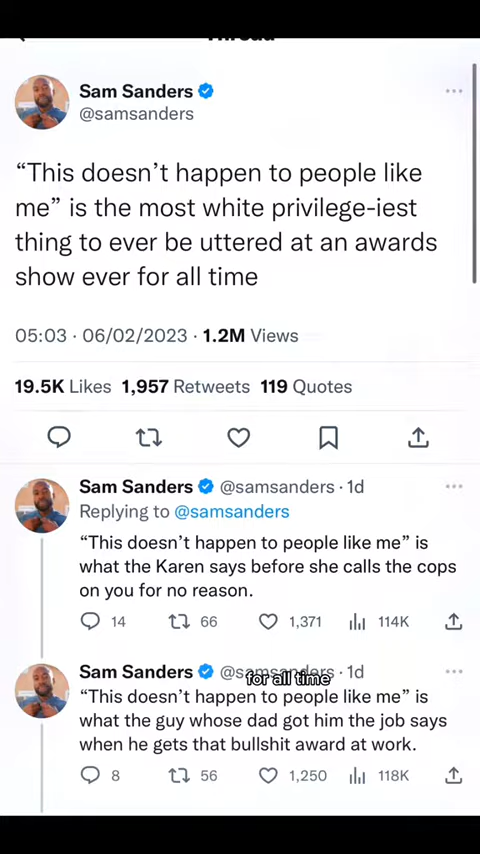 Thread
Sam Sanders
@samsanders
“This doesn’t happen to people like
me” is the most white privilege-iest
thing to ever be uttered at an awards
show ever for all time
05:03 · 06/02/2023 · 1.2M Views
19.5K Likes 1,957 Retweets 119 Quotes
Sam Sanders @samsanders · 1d
Replying to @samsanders
“This doesn’t happen to people like me” is
what the Karen says before she calls the cops
on you for no reason.
14 66 1,371 114K
Sam Sanders @samsanders · 1d
for all time
“This doesn’t happen to people like me” is
what the guy whose dad got him the job says
when he gets that bullshit award at work.
8 56 1,250 118K